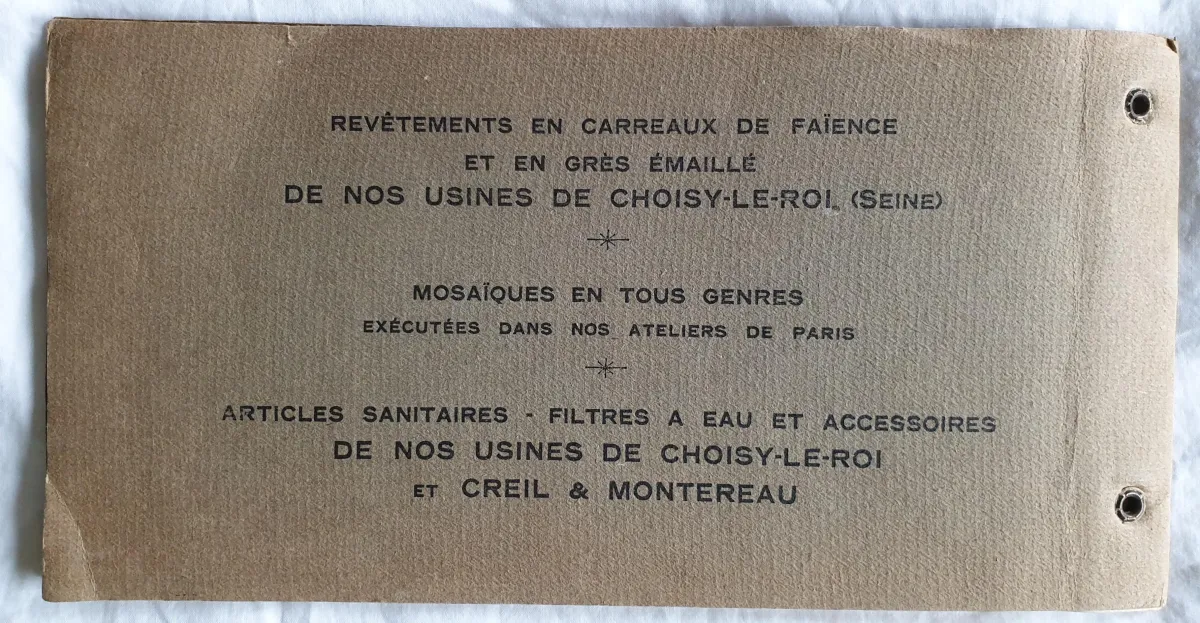 REVÊTEMENTS EN CARREAUX DE FAÏENCE
ET EN GRÈS ÉMAILLÉ
DE NOS USINES DE CHOISY-LE-ROI (SEINE)
MOSAÏQUES EN TOUS GENRES
EXÉCUTÉES DANS NOS ATELIERS DE PARIS
ARTICLES SANITAIRES - FILTRES A EAU ET ACCESSOIRES
DE NOS USINES DE CHOISY-LE-ROI
ET CREIL & MONTEREAU